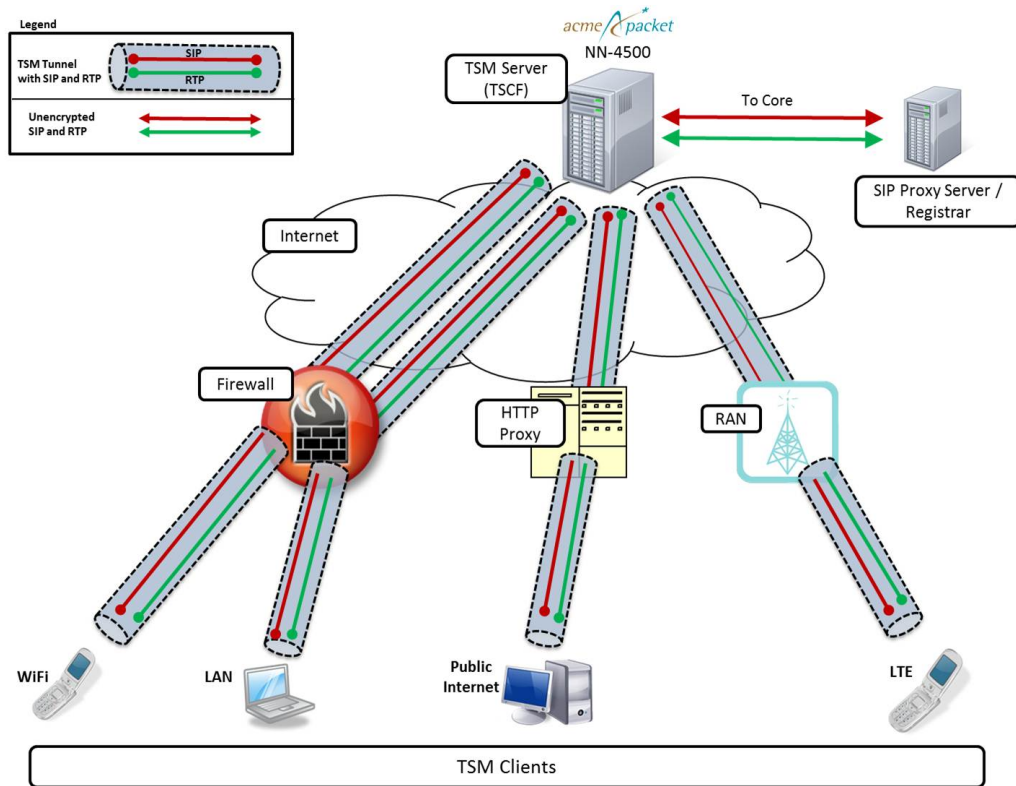 Legend
TSM Tunnel
with SIP and RTP
SIP
RTP
Unencrypted
SIP and RTP
acme packet
NN-4500
TSM Server
(TSCF)
To Core
SIP Proxy Server /
Registrar
Internet
Firewall
HTTP
Proxy
RAN
WiFi
LAN
Public
Internet
LTE
TSM Clients